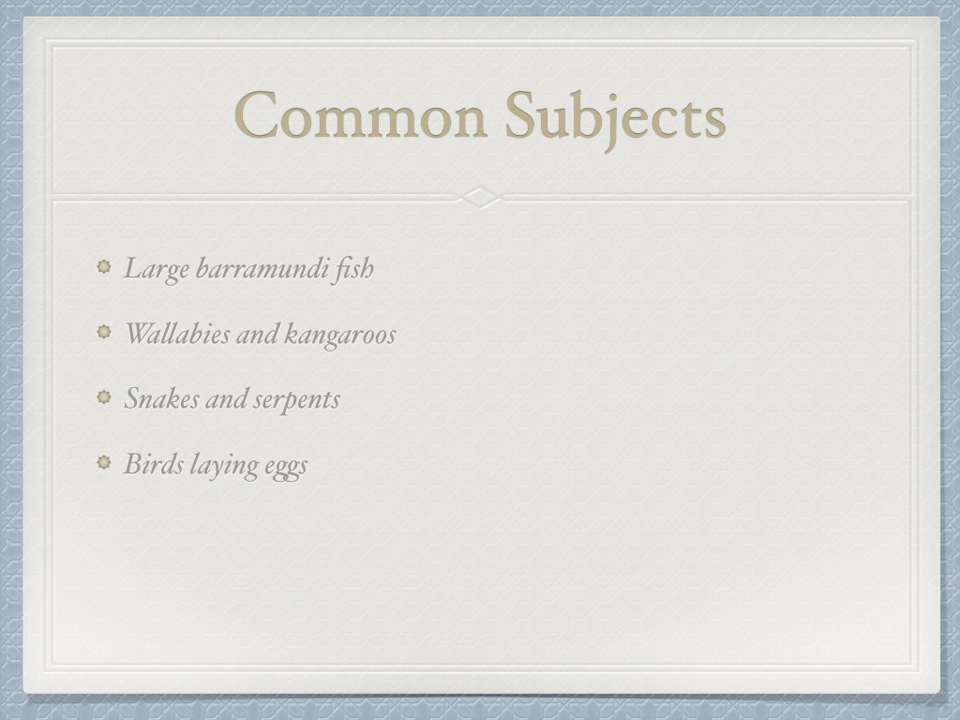 Common Subjects
Large barramundi fish
Wallabies and kangaroos
Snakes and serpents
Birds laying eggs